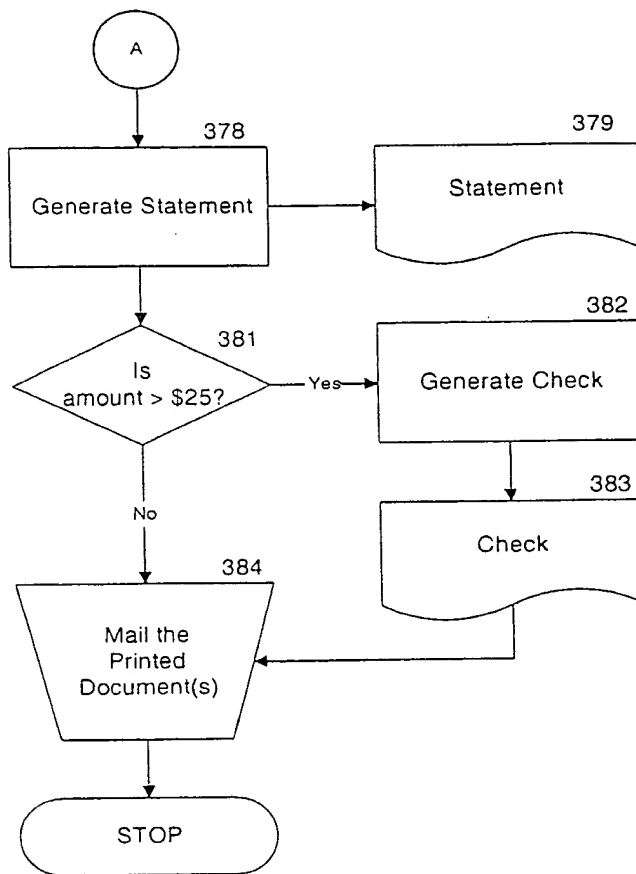 A
378
Generate Statement
379
Statement
381
Is
amount > $25?
Yes
382
Generate Check
383
Check
No
384
Mail the
Printed
Document(s)
STOP